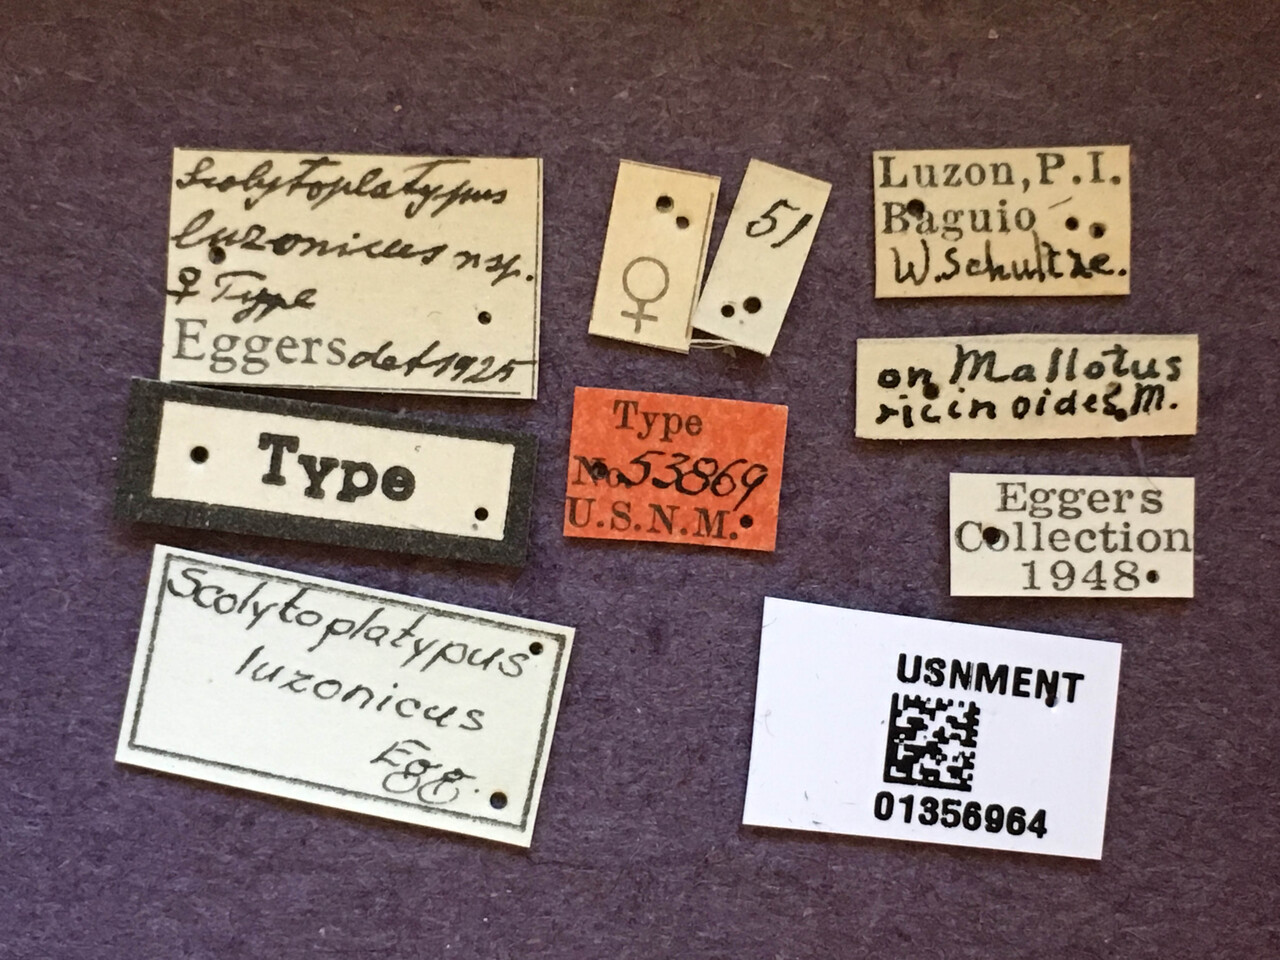 Scolytoplatypus
luzonicus nsp.
♀ Type
Eggers det 1925
♀
51
Luzon, P.I.
Baguio
W. Schultze.
on Mallotus
ricinoides, M.
Type
Type
No. 53869
U.S.N.M.
Eggers
Collection
1948
Scolytoplatypus
luzonicus
Egg.
USNMENT
01356964